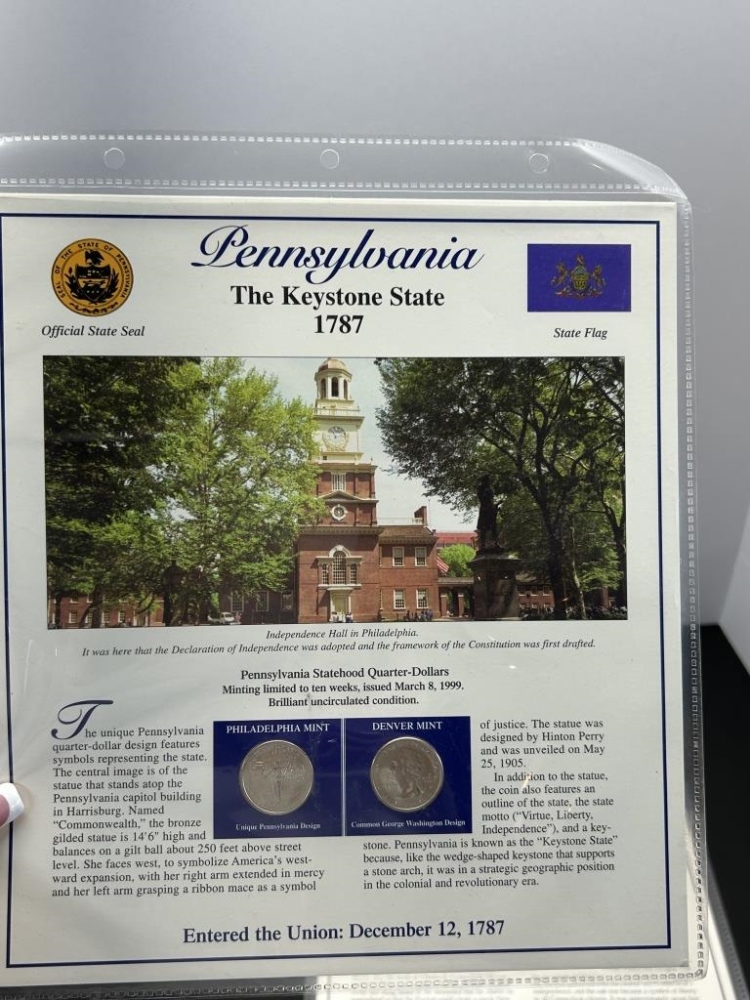 Pennsylvania
The Keystone State
1787
Official State Seal
State Flag
Independence Hall in Philadelphia.
It was here that the Declaration of Independence was adopted and the framework of the Constitution was first drafted.
Pennsylvania Statehood Quarter-Dollars
Minting limited to ten weeks, issued March 8, 1999.
Brilliant uncirculated condition.
The unique Pennsylvania
quarter-dollar design features
symbols representing the state.
The central image is of the
statue that stands atop the
Pennsylvania capitol building
in Harrisburg. Named
“Commonwealth,” the bronze
gilded statue is 14'6" high and
balances on a gilt ball about 250 feet above street
level. She faces west, to symbolize America's west-
ward expansion, with her right arm extended in mercy
and her left arm grasping a ribbon mace as a symbol
PHILADELPHIA MINT
Unique Pennsylvania Design
DENVER MINT
Common George Washington Design
of justice. The statue was
designed by Hinton Perry
and was unveiled on May
25, 1905.
In addition to the statue,
the coin also features an
outline of the state, the state
motto (“Virtue, Liberty,
Independence”), and a key-
stone. Pennsylvania is known as the “Keystone State”
because, like the wedge-shaped keystone that supports
a stone arch, it was in a strategic geographic position
in the colonial and revolutionary era.
Entered the Union: December 12, 1787
SEAL OF THE STATE OF PENNSYLVANIA